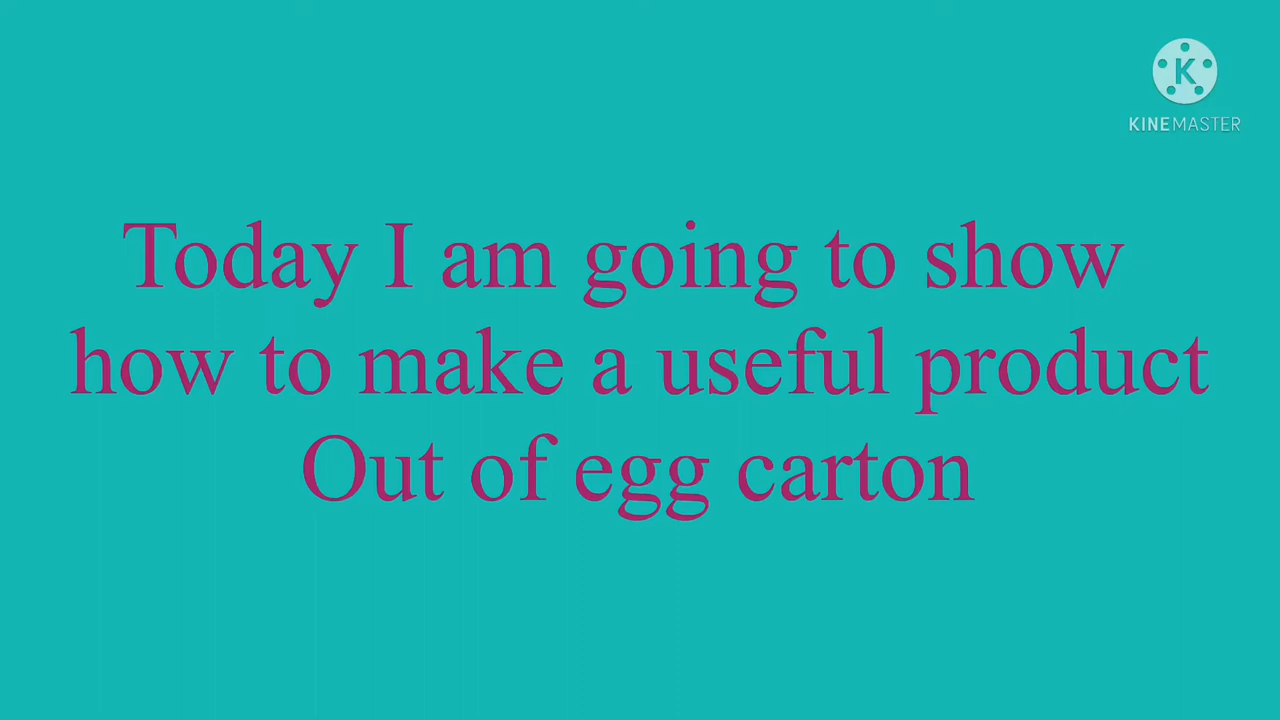 K
KINEMASTER
Today I am going to show
how to make a useful product
Out of egg carton